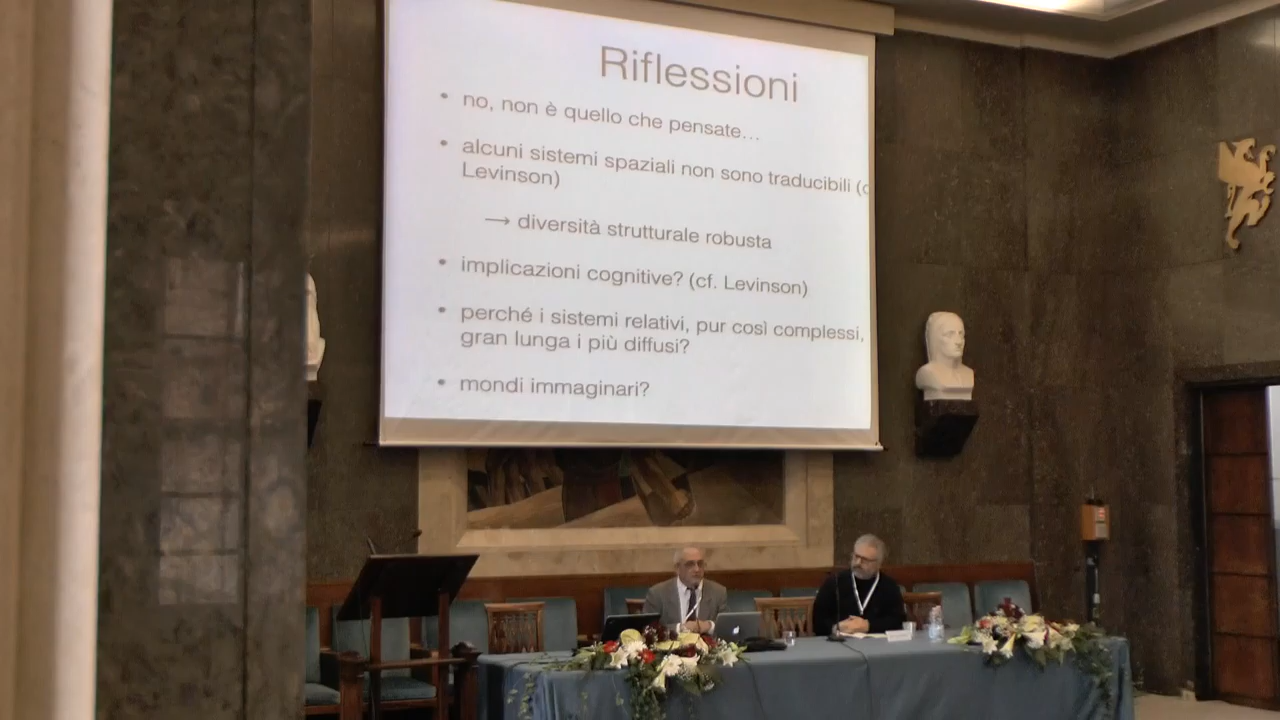 Riflessioni
• no, non è quello che pensate…
• alcuni sistemi spaziali non sono traducibili (c
Levinson)
→ diversità strutturale robusta
• implicazioni cognitive? (cf. Levinson)
• perché i sistemi relativi, pur così complessi,
gran lunga i più diffusi?
• mondi immaginari?